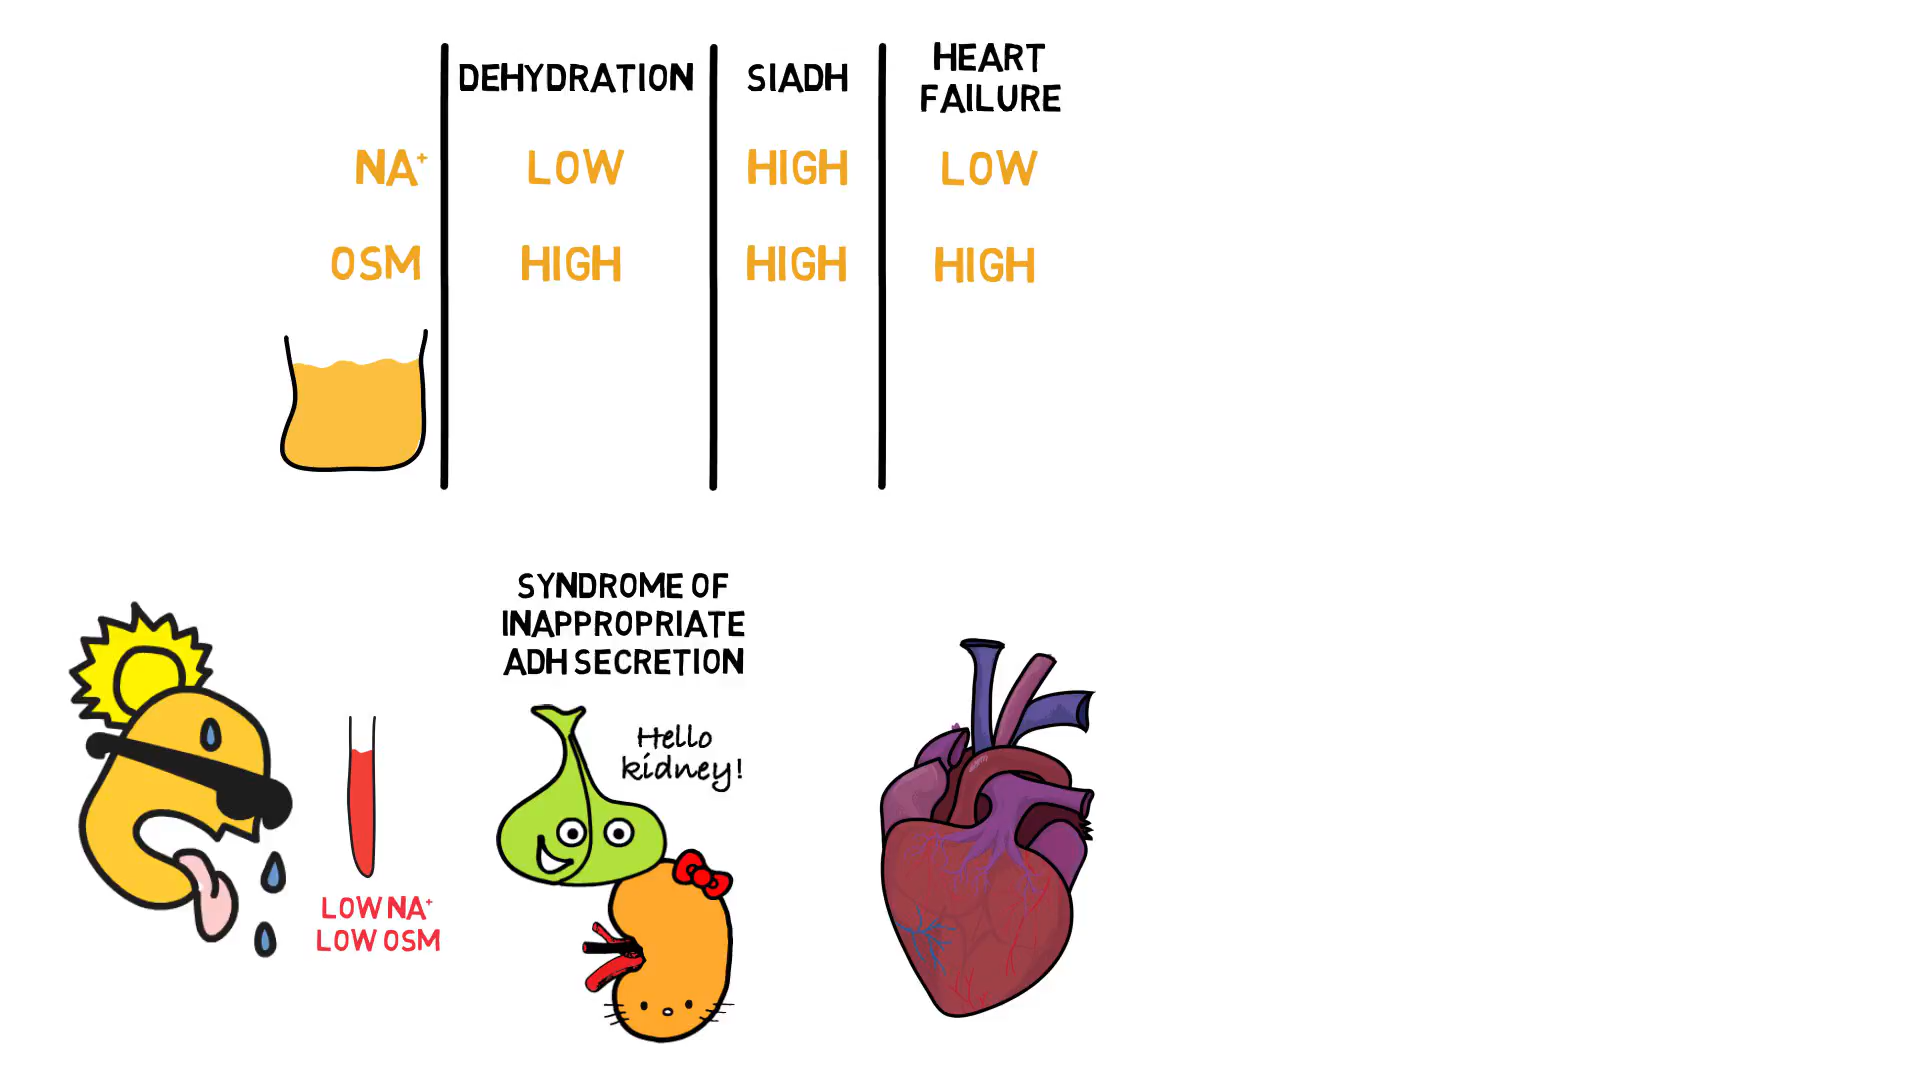 DEHYDRATION SIADH HEART
FAILURE
NA+ LOW HIGH LOW
OSM HIGH HIGH HIGH
SYNDROME OF
INAPPROPRIATE
ADH SECRETION
Hello
kidney!
LOW NA+
LOW OSM